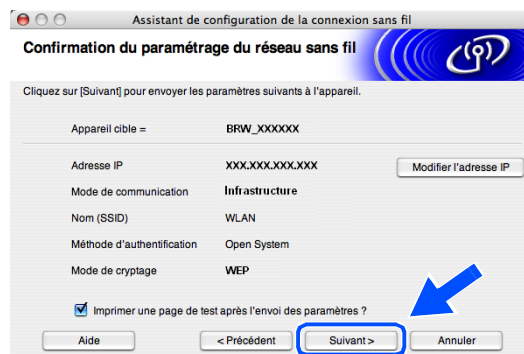 Assistant de configuration de la connexion sans fil
Confirmation du paramétrage du réseau sans fil
Cliquez sur [Suivant] pour envoyer les paramètres suivants à l'appareil.
Appareil cible = BRW_XXXXXX
Adresse IP XXX.XXX.XXX.XXX Modifier l'adresse IP
Mode de communication Infrastructure
Nom (SSID) WLAN
Méthode d'authentification Open System
Mode de cryptage WEP
Imprimer une page de test après l'envoi des paramètres ?
Aide < Précédent Suivant > Annuler